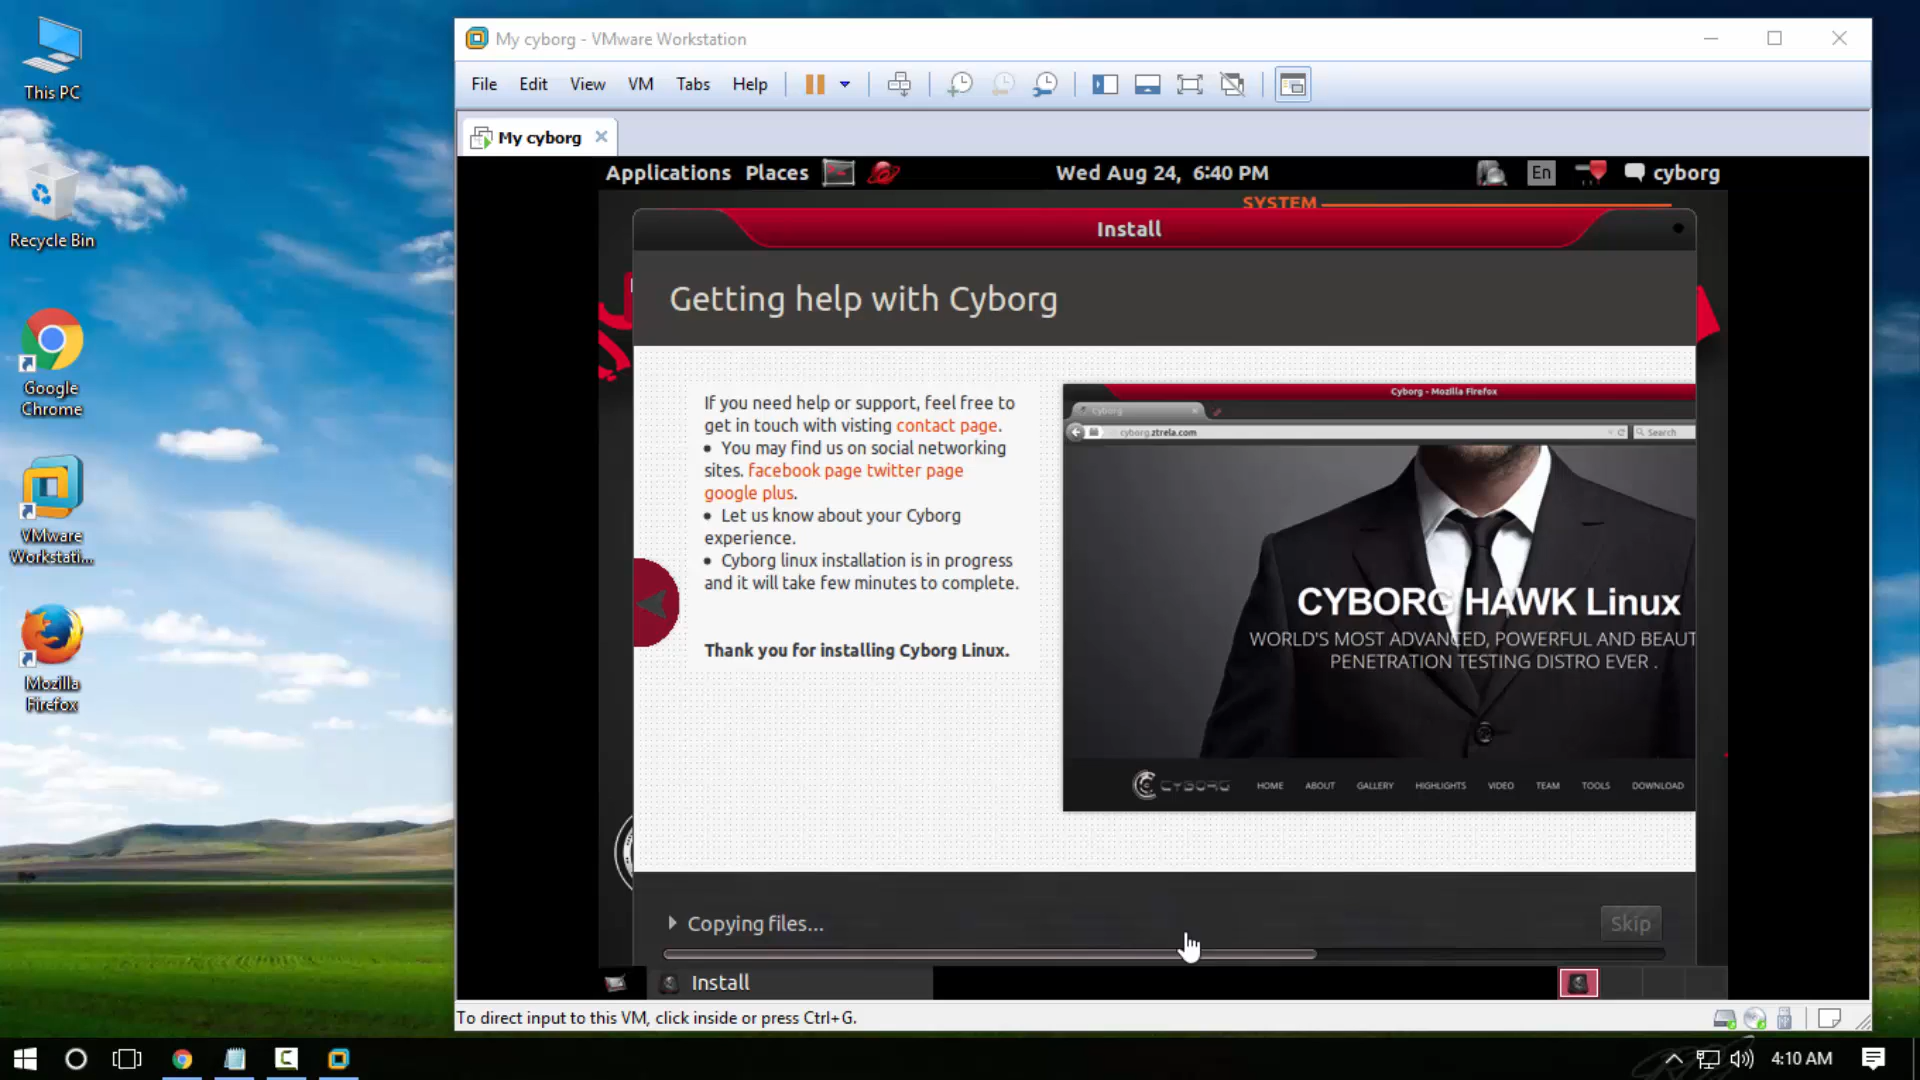 This PC
Recycle Bin
Google
Chrome
VMware
Workstati...
Mozilla
Firefox
My cyborg - VMware Workstation
File Edit View VM Tabs Help
My cyborg
Applications Places Wed Aug 24, 6:40 PM En cyborg
SYSTEM
Install
Getting help with Cyborg
If you need help or support, feel free to
get in touch with visting contact page.
• You may find us on social networking
sites. facebook page twitter page
google plus.
• Let us know about your Cyborg
experience.
• Cyborg linux installation is in progress
and it will take few minutes to complete.
Thank you for installing Cyborg Linux.
Cyborg - Mozilla Firefox
Cyborg
cyborg.ztrela.com
Search
CYBORG HAWK Linux
WORLD'S MOST ADVANCED, POWERFUL AND BEAUT
PENETRATION TESTING DISTRO EVER .
CYBORG HOME ABOUT GALLERY HIGHLIGHTS VIDEO TEAM TOOLS DOWNLOAD
Copying files...
Skip
Install
To direct input to this VM, click inside or press Ctrl+G.
4:10 AM